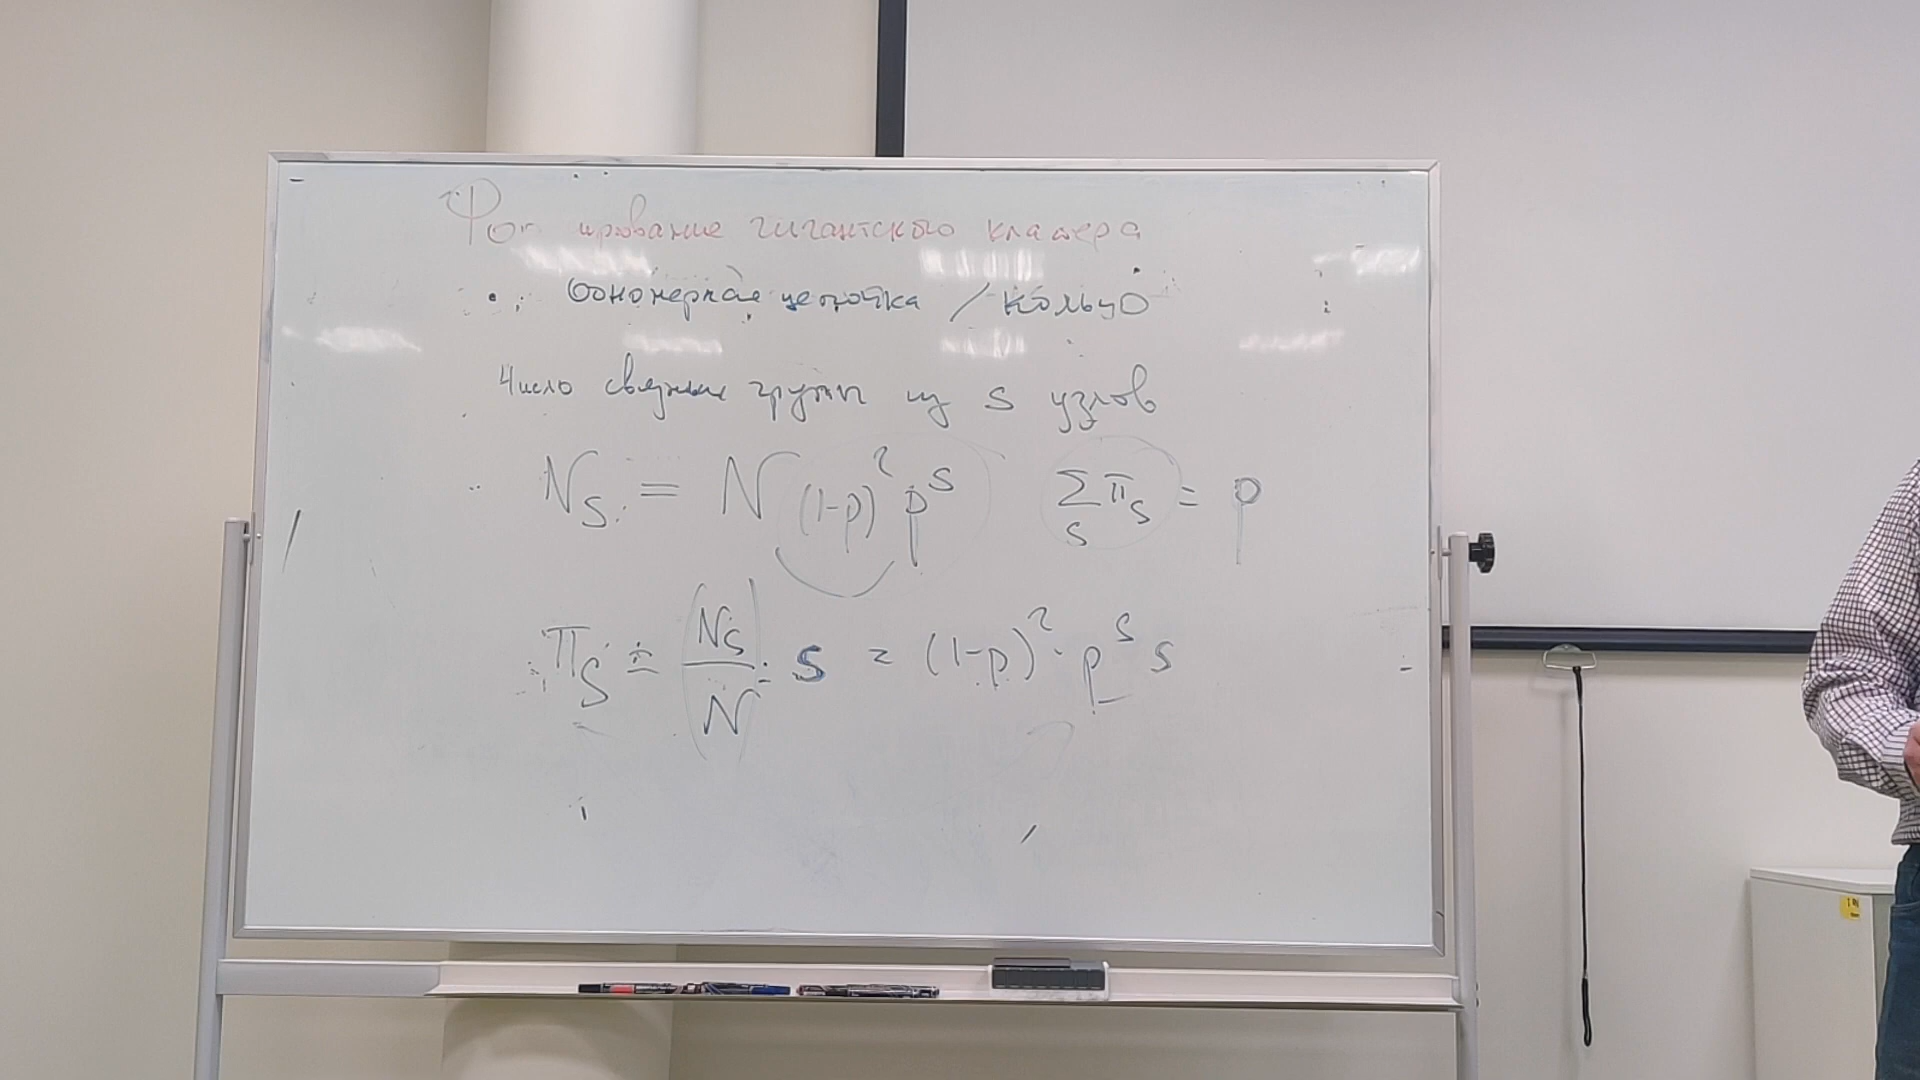 Формирование гигантского кластера
Одномерная цепочка / кольцо
Число связных групп из s узлов
N_s = N (1-p)² p^s   Σ_s π_s = p
π_s = (N_s / N) · s = (1-p)² · p^s s